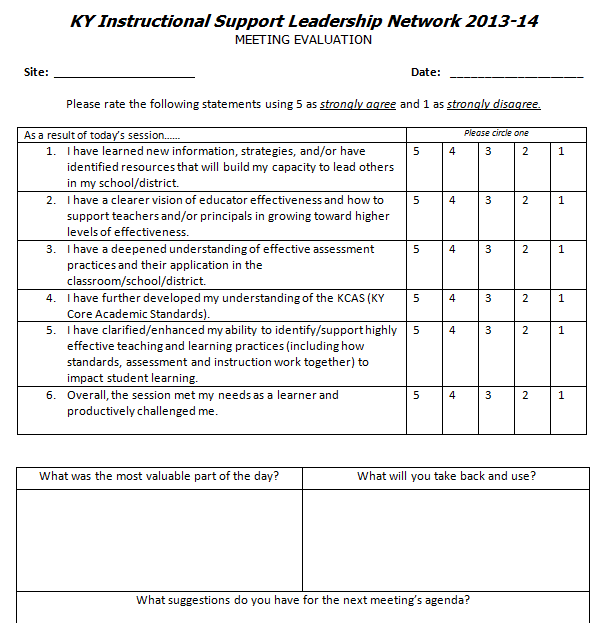 KY Instructional Support Leadership Network 2013-14
MEETING EVALUATION
Site: ____________________ Date: ____________________
Please rate the following statements using 5 as strongly agree and 1 as strongly disagree.
As a result of today's session...... Please circle one
1. I have learned new information, strategies, and/or have 5 4 3 2 1
identified resources that will build my capacity to lead others
in my school/district.
2. I have a clearer vision of educator effectiveness and how to 5 4 3 2 1
support teachers and/or principals in growing toward higher
levels of effectiveness.
3. I have a deepened understanding of effective assessment 5 4 3 2 1
practices and their application in the
classroom/school/district.
4. I have further developed my understanding of the KCAS (KY 5 4 3 2 1
Core Academic Standards).
5. I have clarified/enhanced my ability to identify/support highly 5 4 3 2 1
effective teaching and learning practices (including how
standards, assessment and instruction work together) to
impact student learning.
6. Overall, the session met my needs as a learner and 5 4 3 2 1
productively challenged me.
What was the most valuable part of the day? What will you take back and use?
What suggestions do you have for the next meeting's agenda?